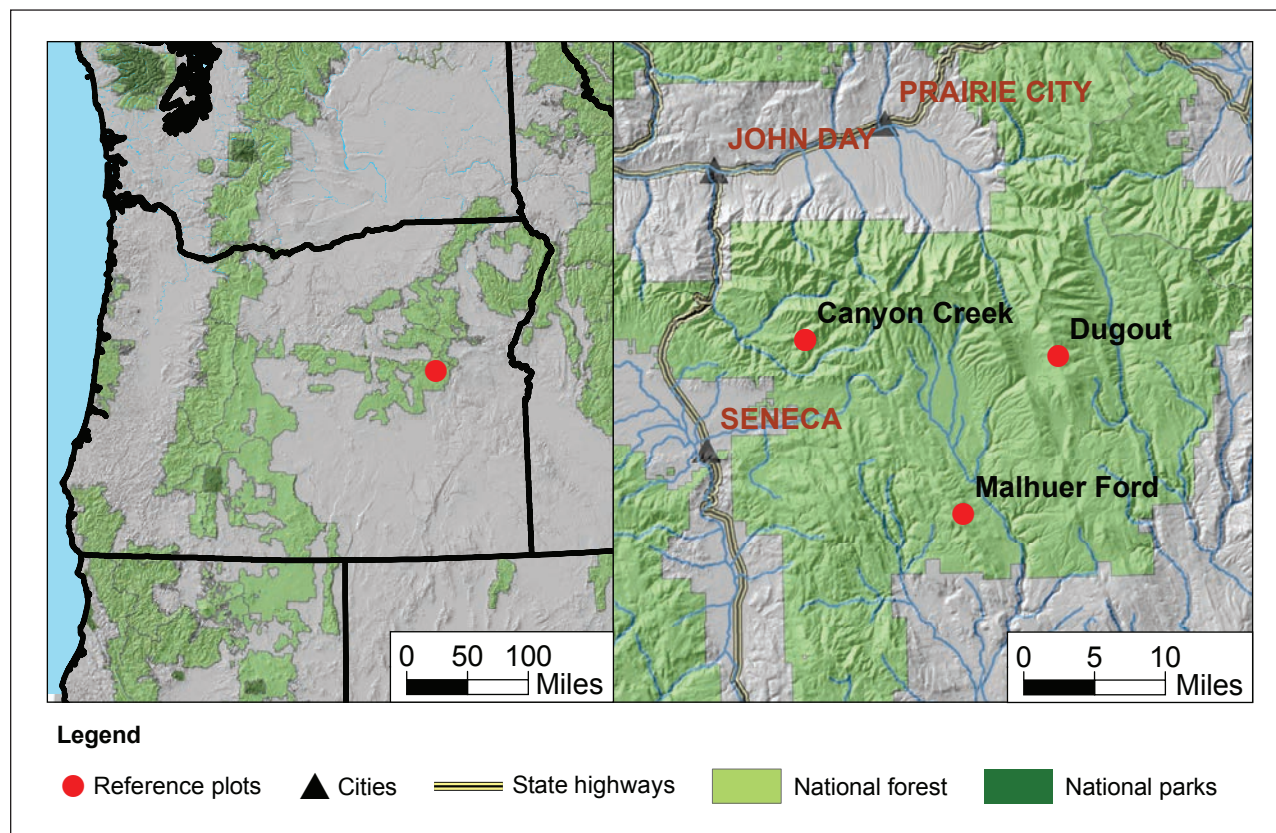 PRAIRIE CITY
JOHN DAY
Canyon Creek
Dugout
SENECA
Malhuer Ford
0 50 100
Miles
0 5 10
Miles
Legend
Reference plots
Cities
State highways
National forest
National parks